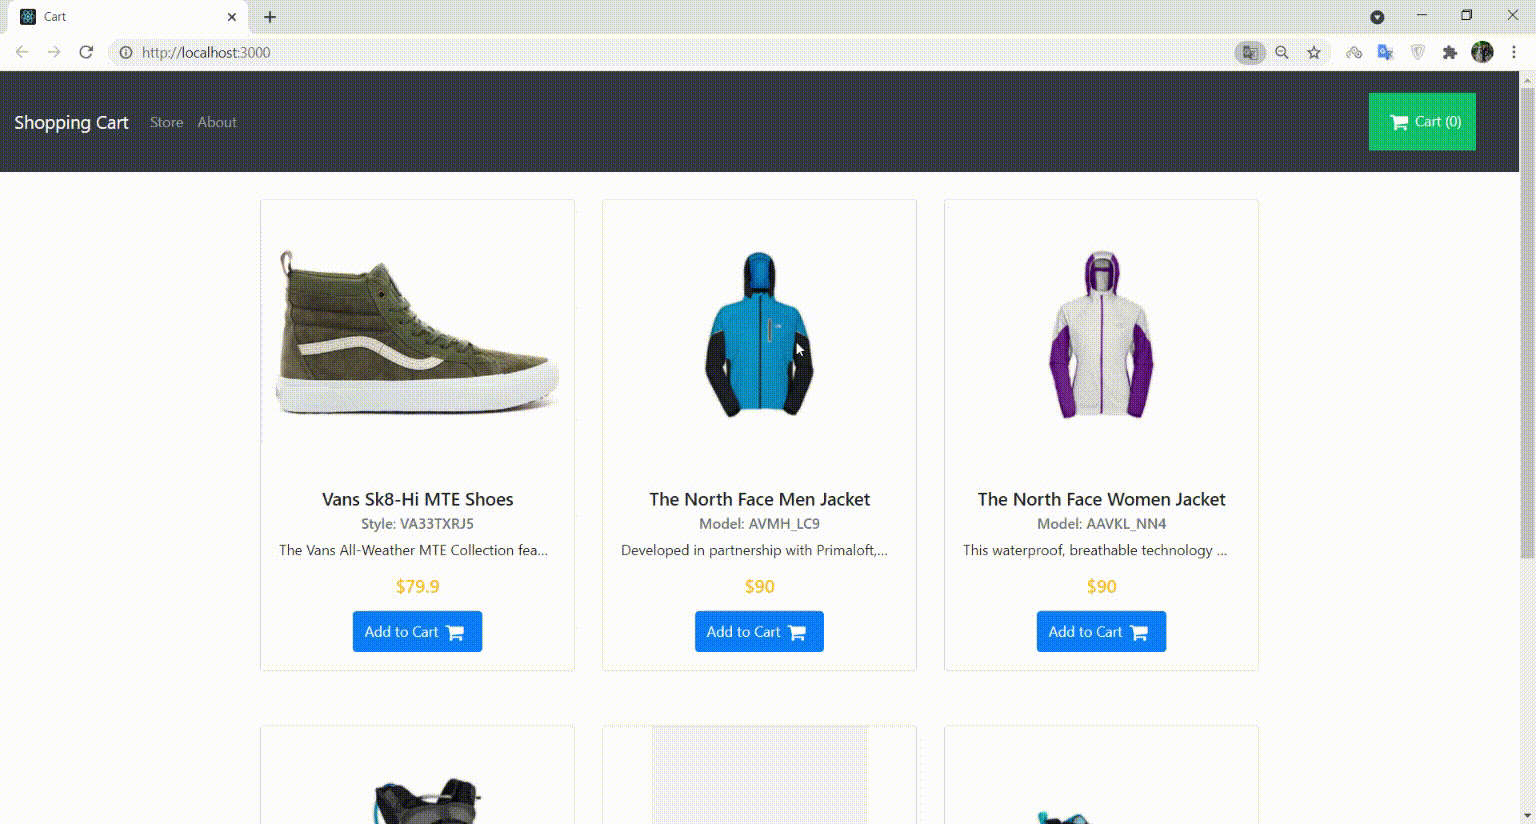 Cart
http://localhost:3000
Shopping Cart Store About Cart (0)
Vans Sk8-Hi MTE Shoes
Style: VA33TXRJ5
The Vans All-Weather MTE Collection fea...
$79.9
Add to Cart
The North Face Men Jacket
Model: AVMH_LC9
Developed in partnership with Primaloft,...
$90
Add to Cart
The North Face Women Jacket
Model: AAVKL_NN4
This waterproof, breathable technology ...
$90
Add to Cart